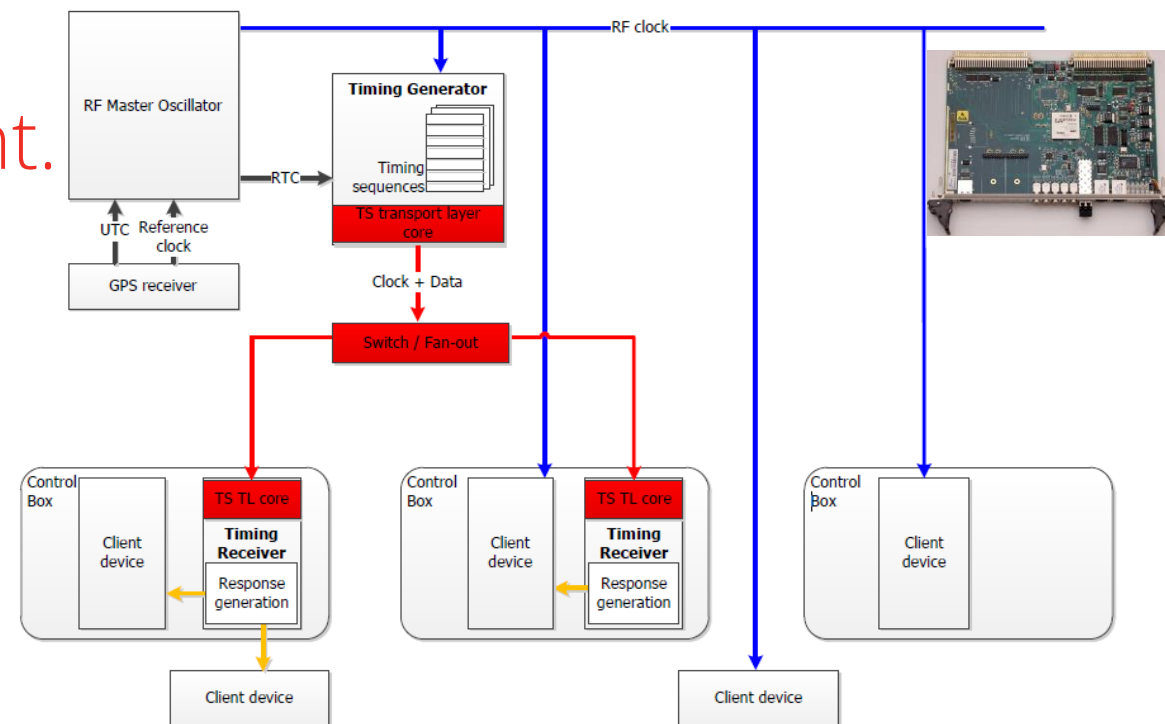 RF clock
RF Master Oscillator
nt.
Timing Generator
Timing
sequences
RTC
TS transport layer
core
UTC
Reference
clock
GPS receiver
Clock + Data
Switch / Fan-out
Control
Box
Client
device
TS TL core
Timing
Receiver
Response
generation
Client device
Control
Box
Client
device
TS TL core
Timing
Receiver
Response
generation
Client device
Control
Box
Client
device